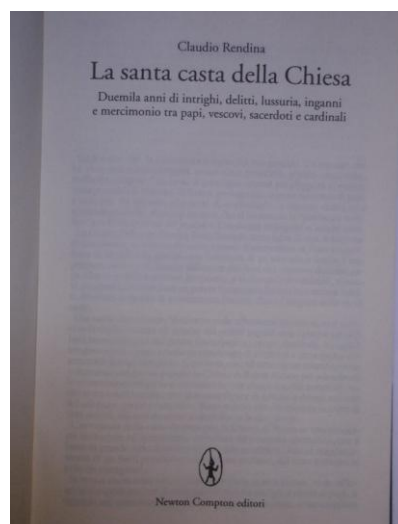 Claudio Rendina
La santa casta della Chiesa
Duemila anni di intrighi, delitti, lussuria, inganni
e mercimonio tra papi, vescovi, sacerdoti e cardinali
Newton Compton editori